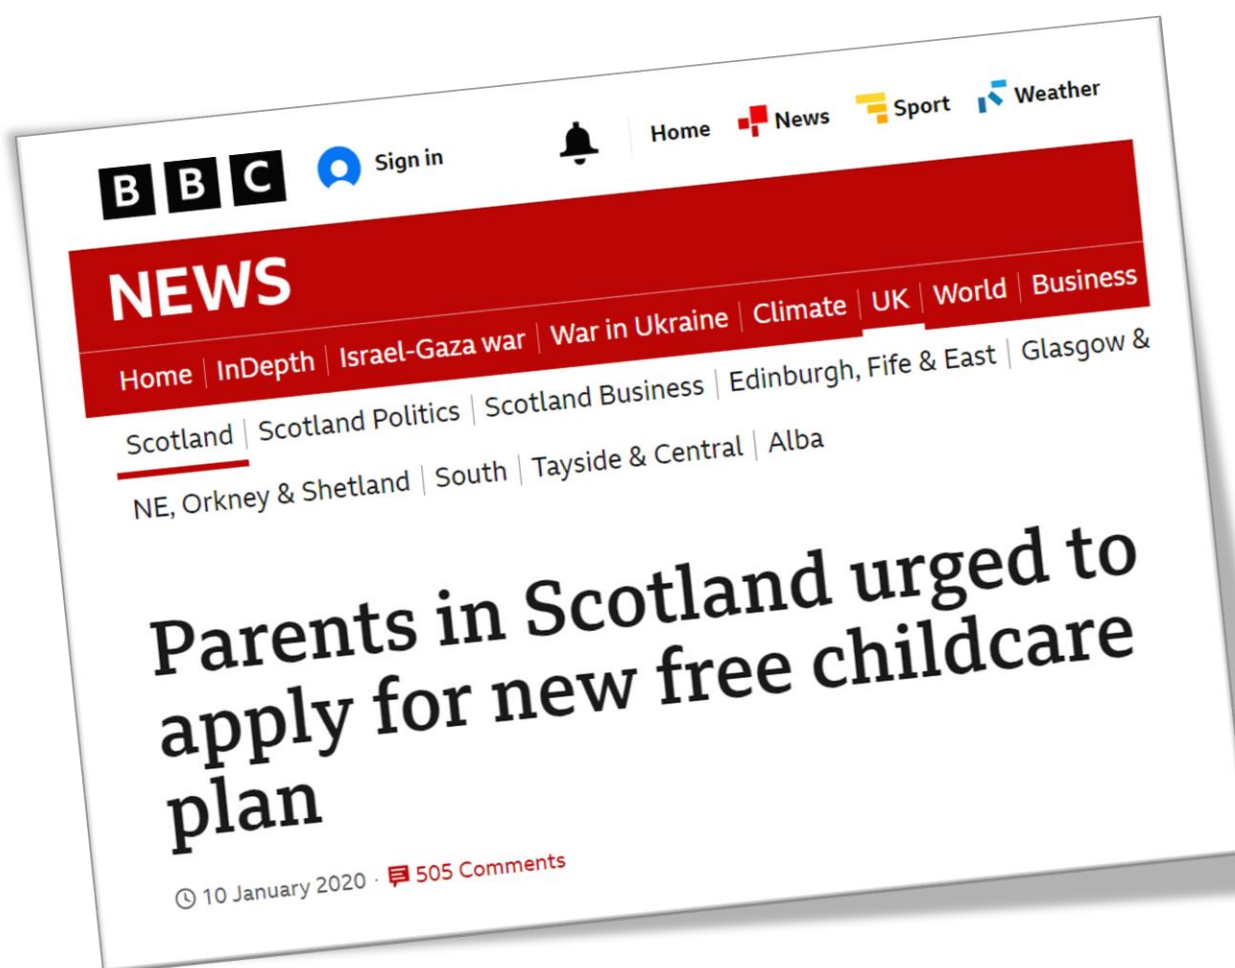 BBC Sign in Home News Sport Weather
NEWS
Home InDepth Israel-Gaza war War in Ukraine Climate UK World Business
Scotland Scotland Politics Scotland Business Edinburgh, Fife & East Glasgow &
NE, Orkney & Shetland South Tayside & Central Alba
Parents in Scotland urged to
apply for new free childcare
plan
10 January 2020 · 505 Comments